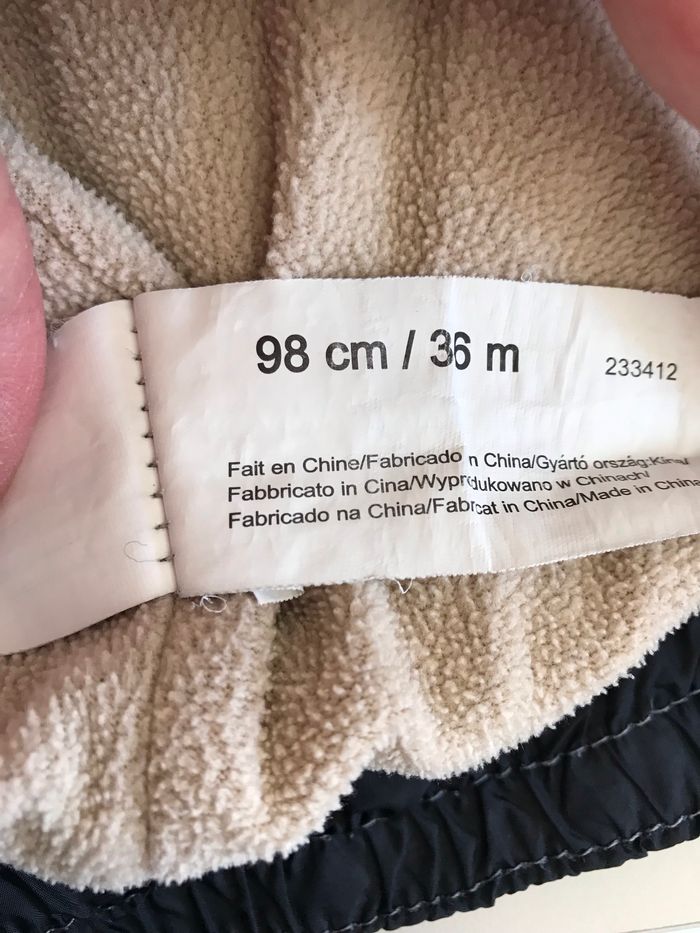 98 cm / 36 m
233412
Fait en Chine/Fabricado n China/Gyártó ország:Kína/
Fabbricato in Cina/Wyprodukowano w Chinach/
Fabricado na China/Fabricat in China/Made in China